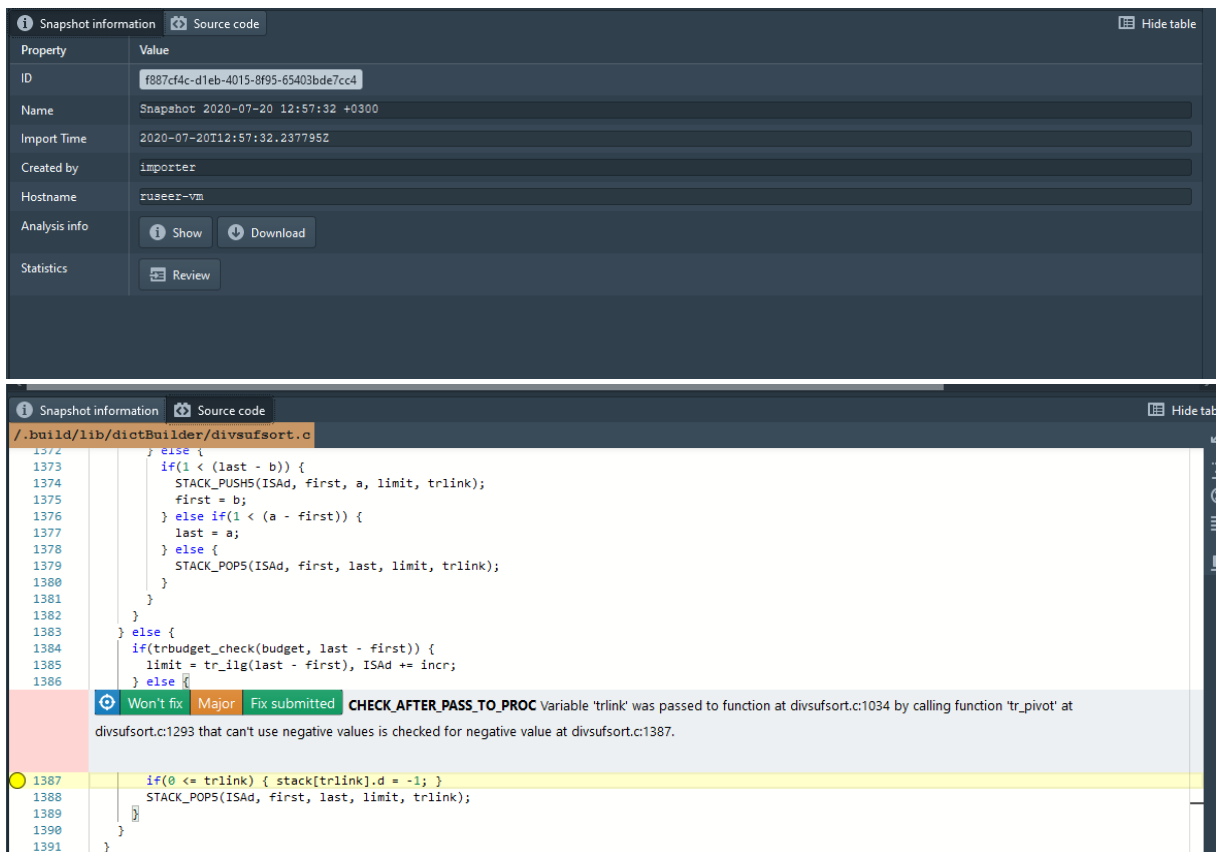 Snapshot information Source code Hide table
Property Value
ID f887cf4c-d1eb-4015-8f95-65403bde7cc4
Name Snapshot 2020-07-20 12:57:32 +0300
Import Time 2020-07-20T12:57:32.237795Z
Created by importer
Hostname ruseer-vm
Analysis info Show Download
Statistics Review
Snapshot information Source code Hide tab
/.build/lib/dictBuilder/divsufsort.c
1372 } else {
1373 if(1 < (last - b)) {
1374 STACK_PUSH5(ISAd, first, a, limit, trlink);
1375 first = b;
1376 } else if(1 < (a - first)) {
1377 last = a;
1378 } else {
1379 STACK_POP5(ISAd, first, last, limit, trlink);
1380 }
1381 }
1382 }
1383 } else {
1384 if(trbudget_check(budget, last - first)) {
1385 limit = tr_ilg(last - first), ISAd += incr;
1386 } else {
Won't fix Major Fix submitted CHECK_AFTER_PASS_TO_PROC Variable 'trlink' was passed to function at divsufsort.c:1034 by calling function 'tr_pivot' at
divsufsort.c:1293 that can't use negative values is checked for negative value at divsufsort.c:1387.
1387 if(0 <= trlink) { stack[trlink].d = -1; }
1388 STACK_POP5(ISAd, first, last, limit, trlink);
1389 }
1390 }
1391 }